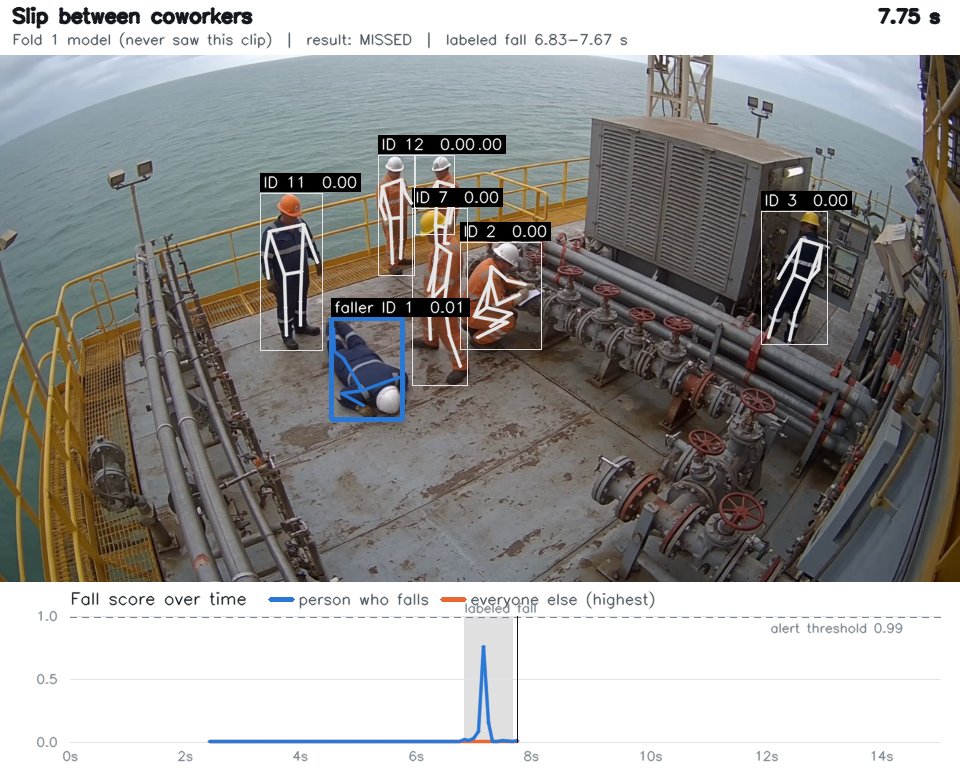 Slip between coworkers 7.75 s
Fold 1 model (never saw this clip) | result: MISSED | labeled fall 6.83-7.67 s
ID 12 0.00.00
ID 11 0.00
ID 7 0.00
ID 3 0.00
ID 2 0.00
faller ID 1 0.01
Fall score over time person who falls everyone else (highest)
labeled fall
1.0
alert threshold 0.99
0.5
0.0
0s 2s 4s 6s 8s 10s 12s 14s